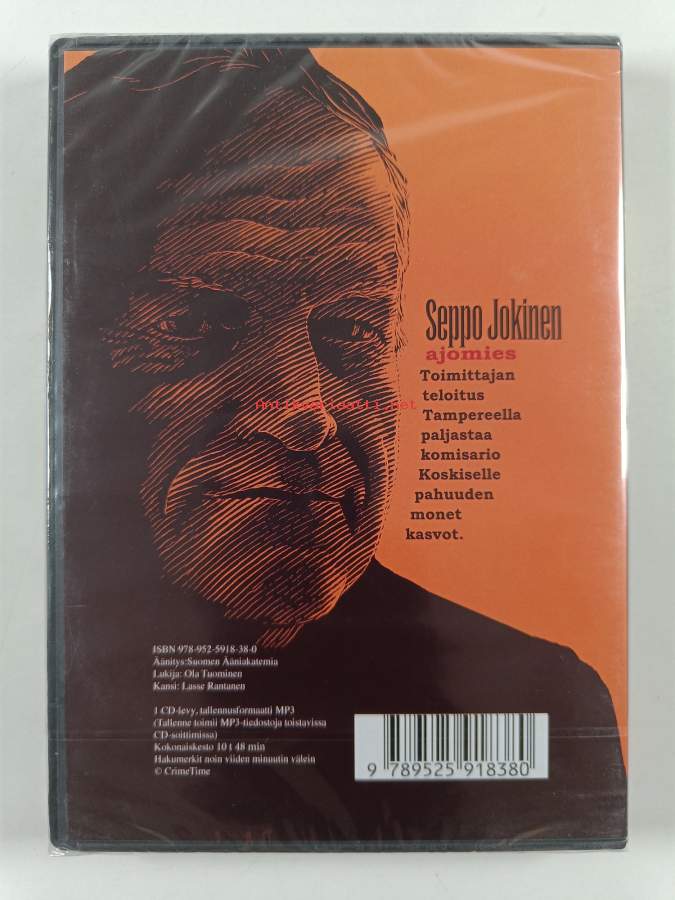 Seppo Jokinen
ajomies
Toimittajan
teloitus
Tampereella
paljastaa
komisario
Koskiselle
pahuuden
monet
kasvot.
ISBN 978-952-5918-38-0
Äänitys:Suomen Ääniakatemia
Lukija: Ola Tuominen
Kansi: Lasse Rantanen
1 CD-levy, tallennusformaatti MP3
(Tallenne toimii MP3-tiedostoja toistavissa
CD-soittimissa)
Kokonaiskesto 10 t 48 min
Hakumerkit noin viiden minuutin välein
© CrimeTime
9 789525 918380